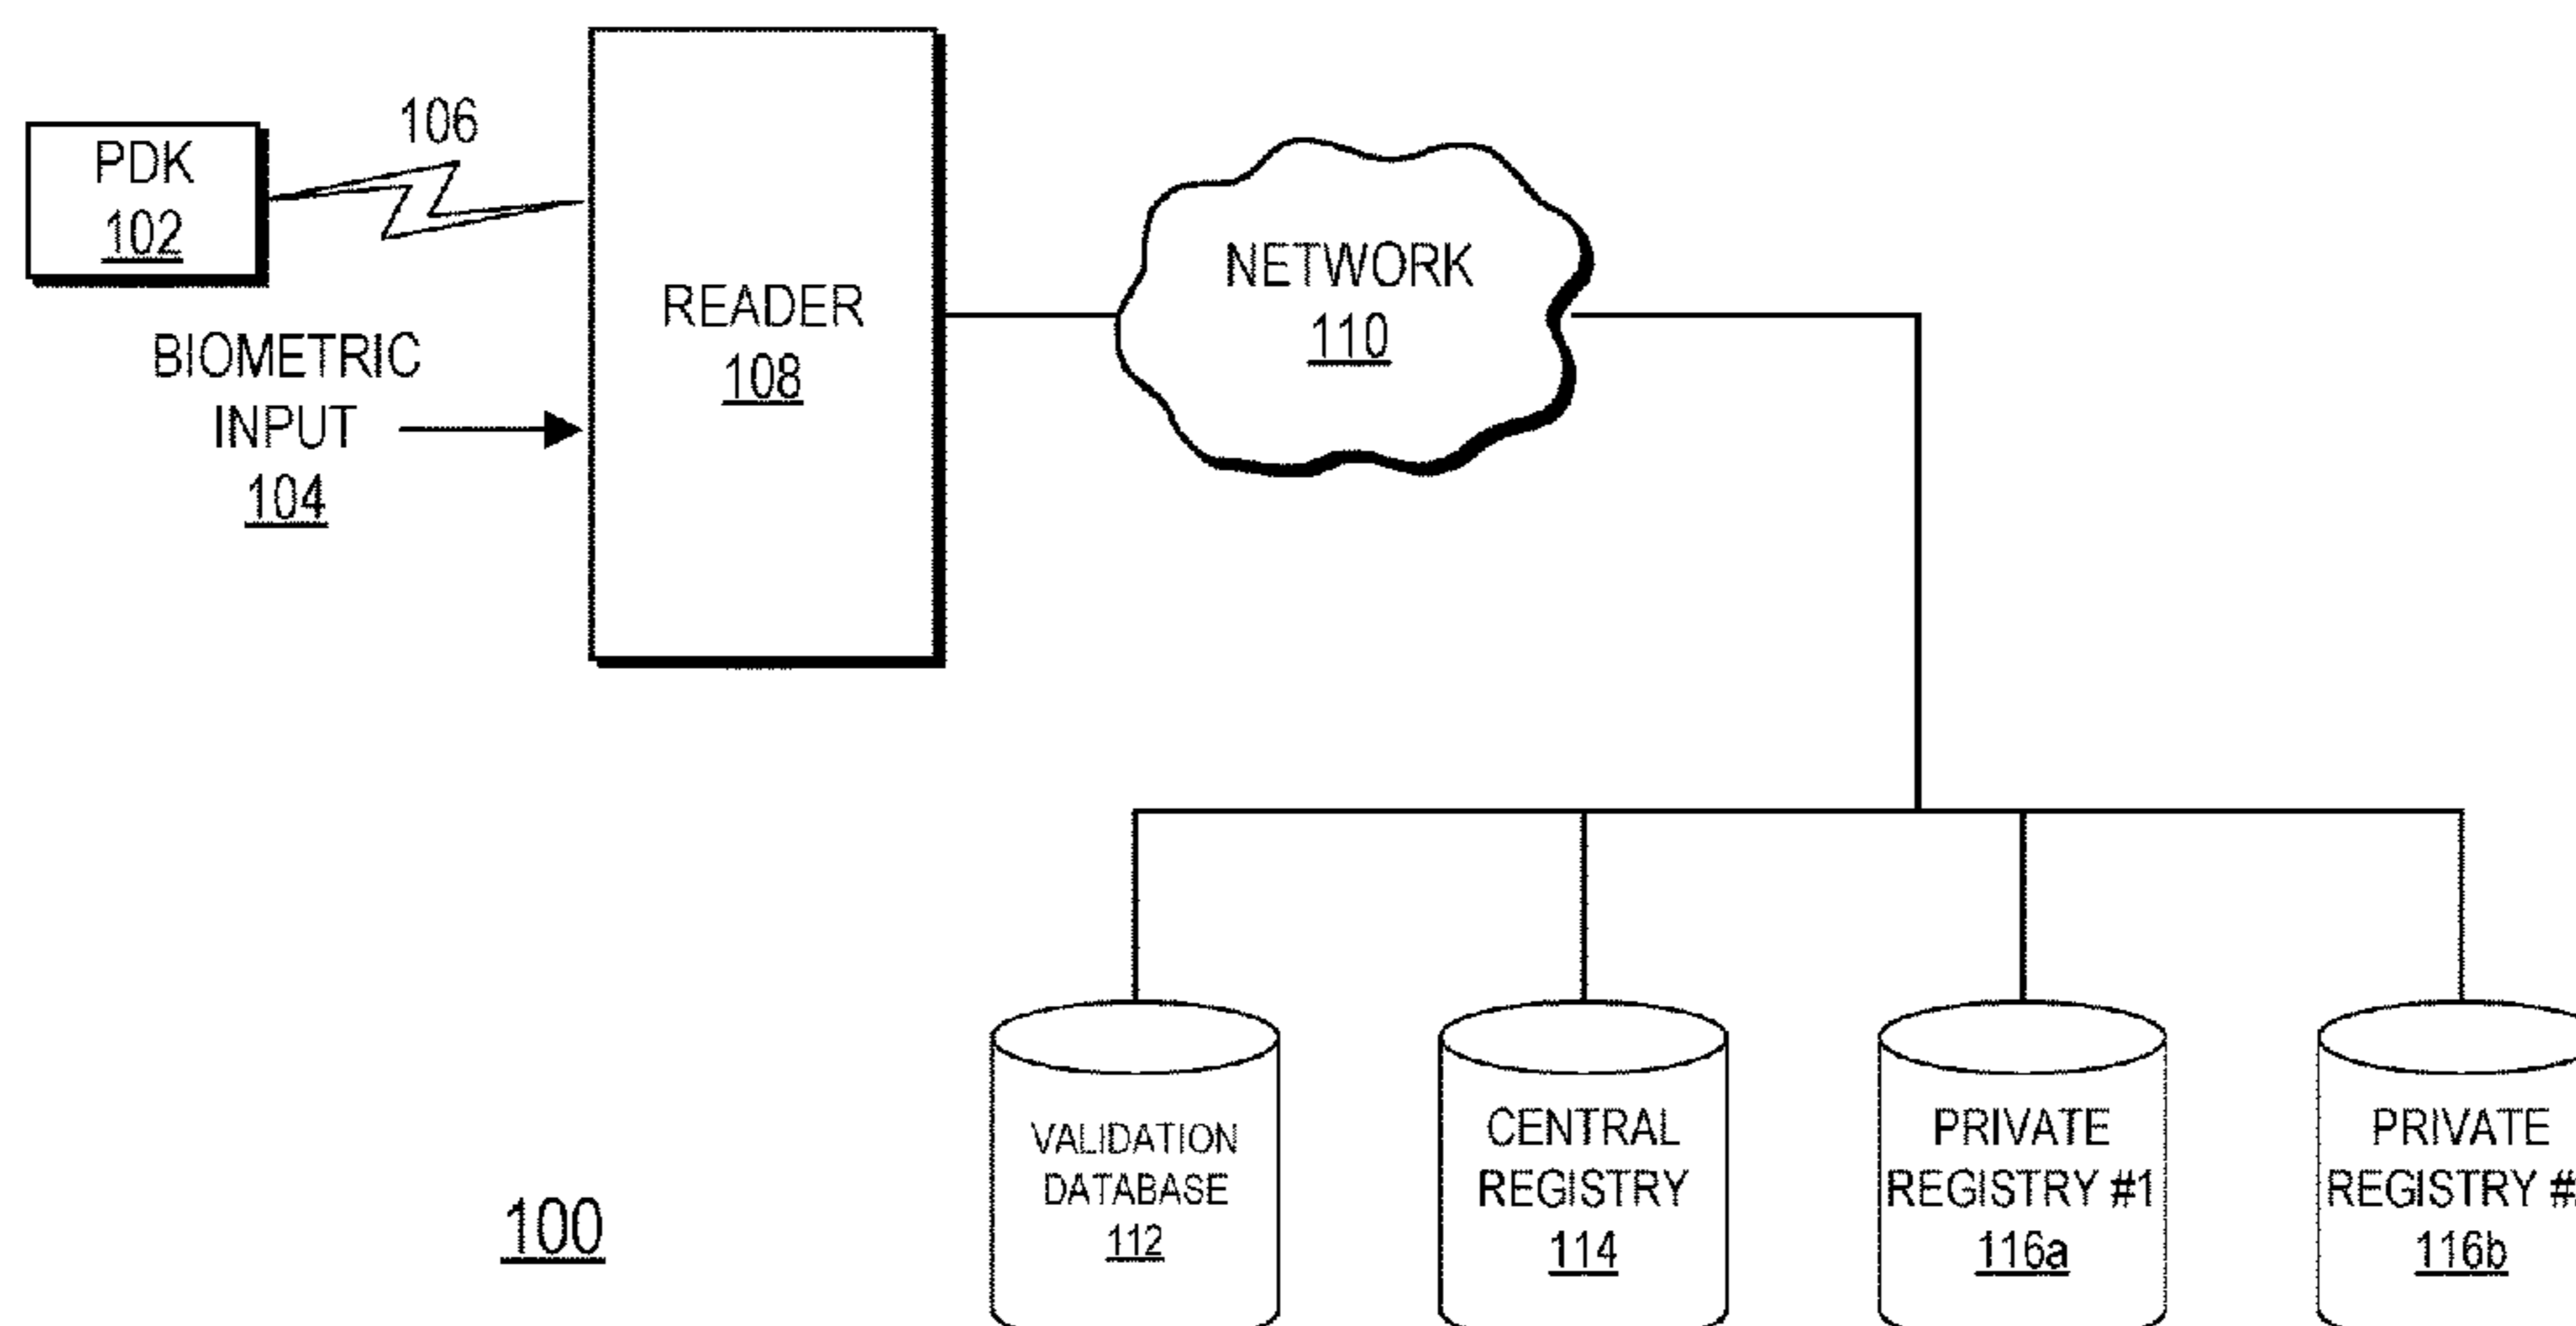 PDK
102
106
BIOMETRIC
INPUT
104
READER
108
NETWORK
110
VALIDATION
DATABASE
112
CENTRAL
REGISTRY
114
PRIVATE
REGISTRY #1
116a
PRIVATE
REGISTRY #
116b
100